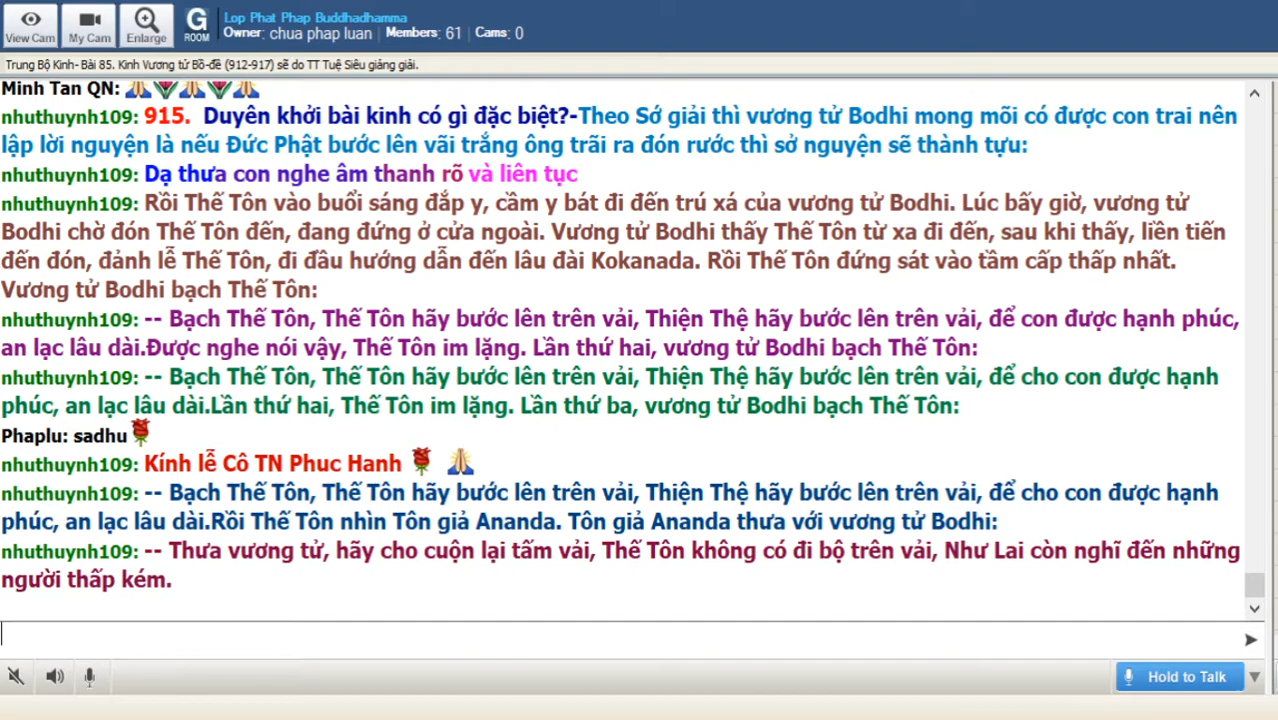 View Cam
My Cam
Enlarge
G
ROOM
Lop Phat Phap Buddhadhamma
Owner: chua phap luan | Members: 61 | Cams: 0
Trung Bộ Kinh- Bài 85. Kinh Vương tử Bồ-đề (912-917) sẽ do TT Tuệ Siêu giảng giải.
Minh Tan QN:
nhuthuynh109: 915. Duyên khởi bài kinh có gì đặc biệt?-Theo Sớ giải thì vương tử Bodhi mong mõi có được con trai nên
lập lời nguyện là nếu Đức Phật bước lên vãi trắng ông trãi ra đón rước thì sở nguyện sẽ thành tựu:
nhuthuynh109: Dạ thưa con nghe âm thanh rõ và liên tục
nhuthuynh109: Rồi Thế Tôn vào buổi sáng đắp y, cầm y bát đi đến trú xá của vương tử Bodhi. Lúc bấy giờ, vương tử
Bodhi chờ đón Thế Tôn đến, đang đứng ở cửa ngoài. Vương tử Bodhi thấy Thế Tôn từ xa đi đến, sau khi thấy, liền tiến
đến đón, đảnh lễ Thế Tôn, đi đầu hướng dẫn đến lâu đài Kokanada. Rồi Thế Tôn đứng sát vào tầm cấp thấp nhất.
Vương tử Bodhi bạch Thế Tôn:
nhuthuynh109: -- Bạch Thế Tôn, Thế Tôn hãy bước lên trên vải, Thiện Thệ hãy bước lên trên vải, để con được hạnh phúc,
an lạc lâu dài.Được nghe nói vậy, Thế Tôn im lặng. Lần thứ hai, vương tử Bodhi bạch Thế Tôn:
nhuthuynh109: -- Bạch Thế Tôn, Thế Tôn hãy bước lên trên vải, Thiện Thệ hãy bước lên trên vải, để cho con được hạnh
phúc, an lạc lâu dài.Lần thứ hai, Thế Tôn im lặng. Lần thứ ba, vương tử Bodhi bạch Thế Tôn:
Phaplu: sadhu
nhuthuynh109: Kính lễ Cô TN Phuc Hanh
nhuthuynh109: -- Bạch Thế Tôn, Thế Tôn hãy bước lên trên vải, Thiện Thệ hãy bước lên trên vải, để cho con được hạnh
phúc, an lạc lâu dài.Rồi Thế Tôn nhìn Tôn giả Ananda. Tôn giả Ananda thưa với vương tử Bodhi:
nhuthuynh109: -- Thưa vương tử, hãy cho cuộn lại tấm vải, Thế Tôn không có đi bộ trên vải, Như Lai còn nghĩ đến những
người thấp kém.
Hold to Talk